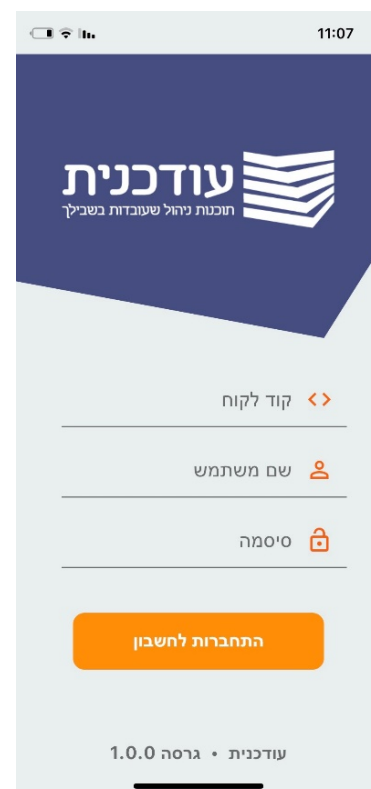 11:07
עודכנית
תוכנות ניהול שעובדות בשבילך
קוד לקוח
שם משתמש
סיסמה
התחברות לחשבון
עודכנית • גרסה 1.0.0